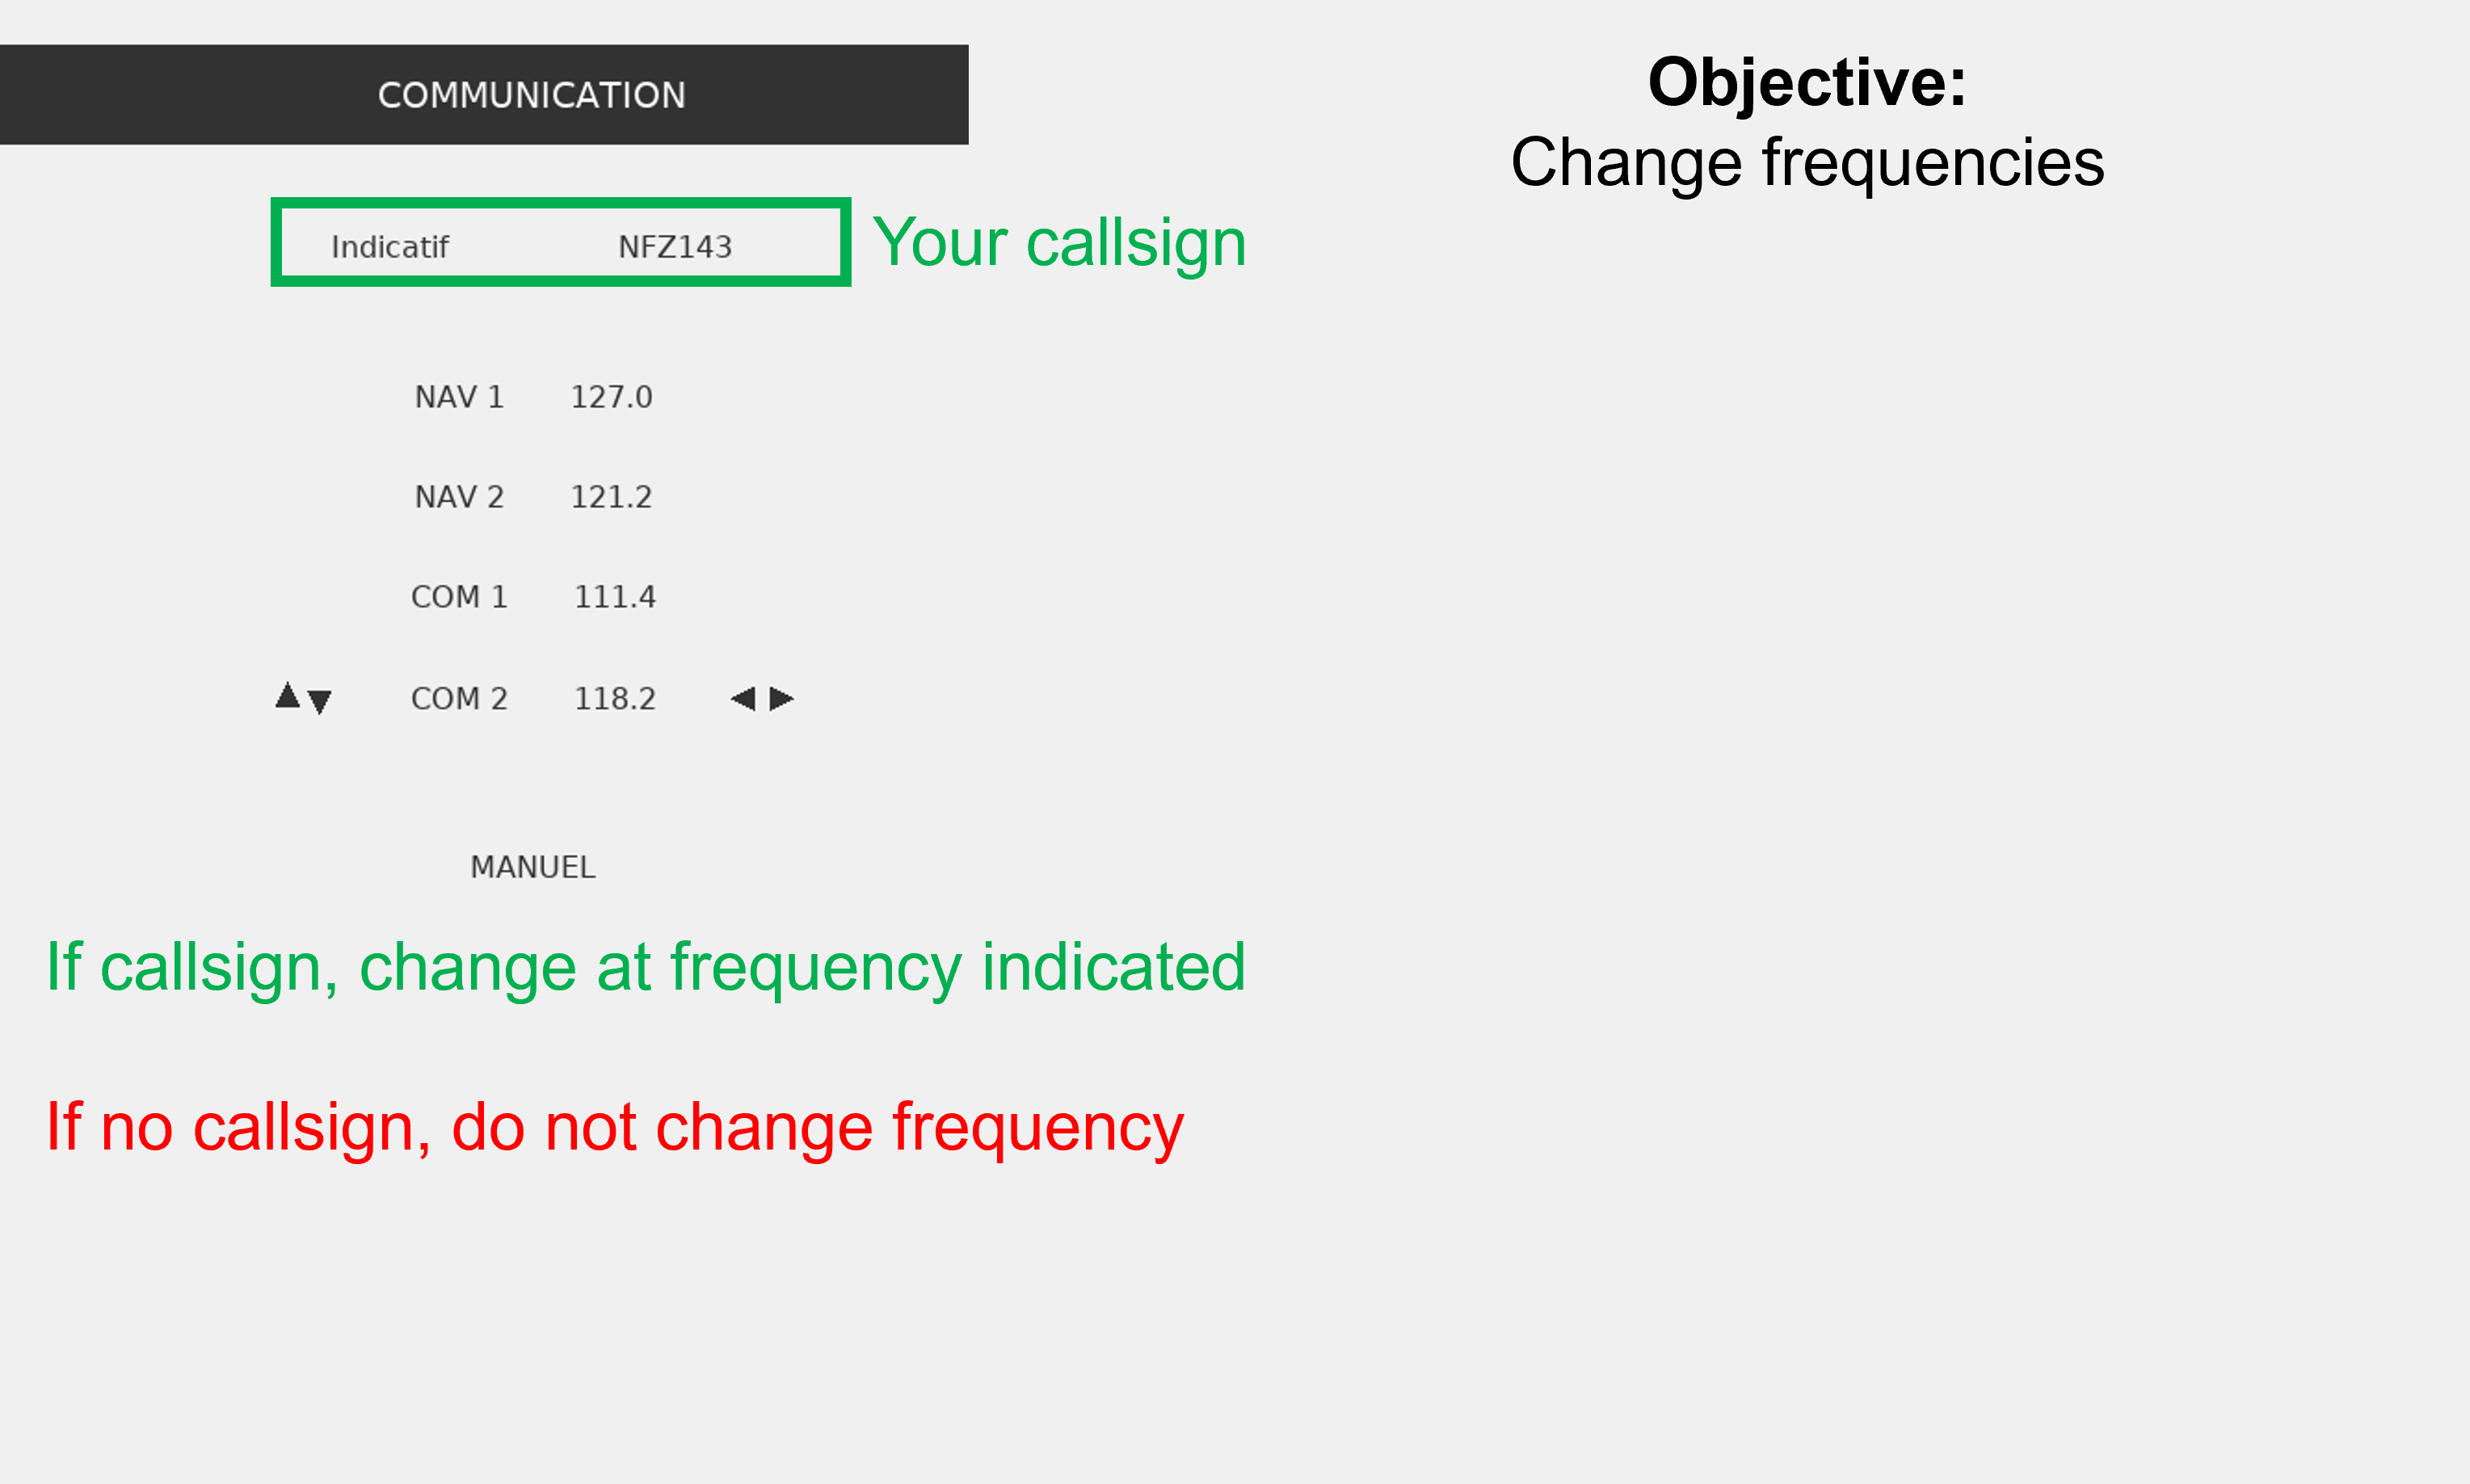 COMMUNICATION
Objective:
Change frequencies
Indicatif NFZ143 Your callsign
NAV 1 127.0
NAV 2 121.2
COM 1 111.4
COM 2 118.2
MANUEL
If callsign, change at frequency indicated
If no callsign, do not change frequency